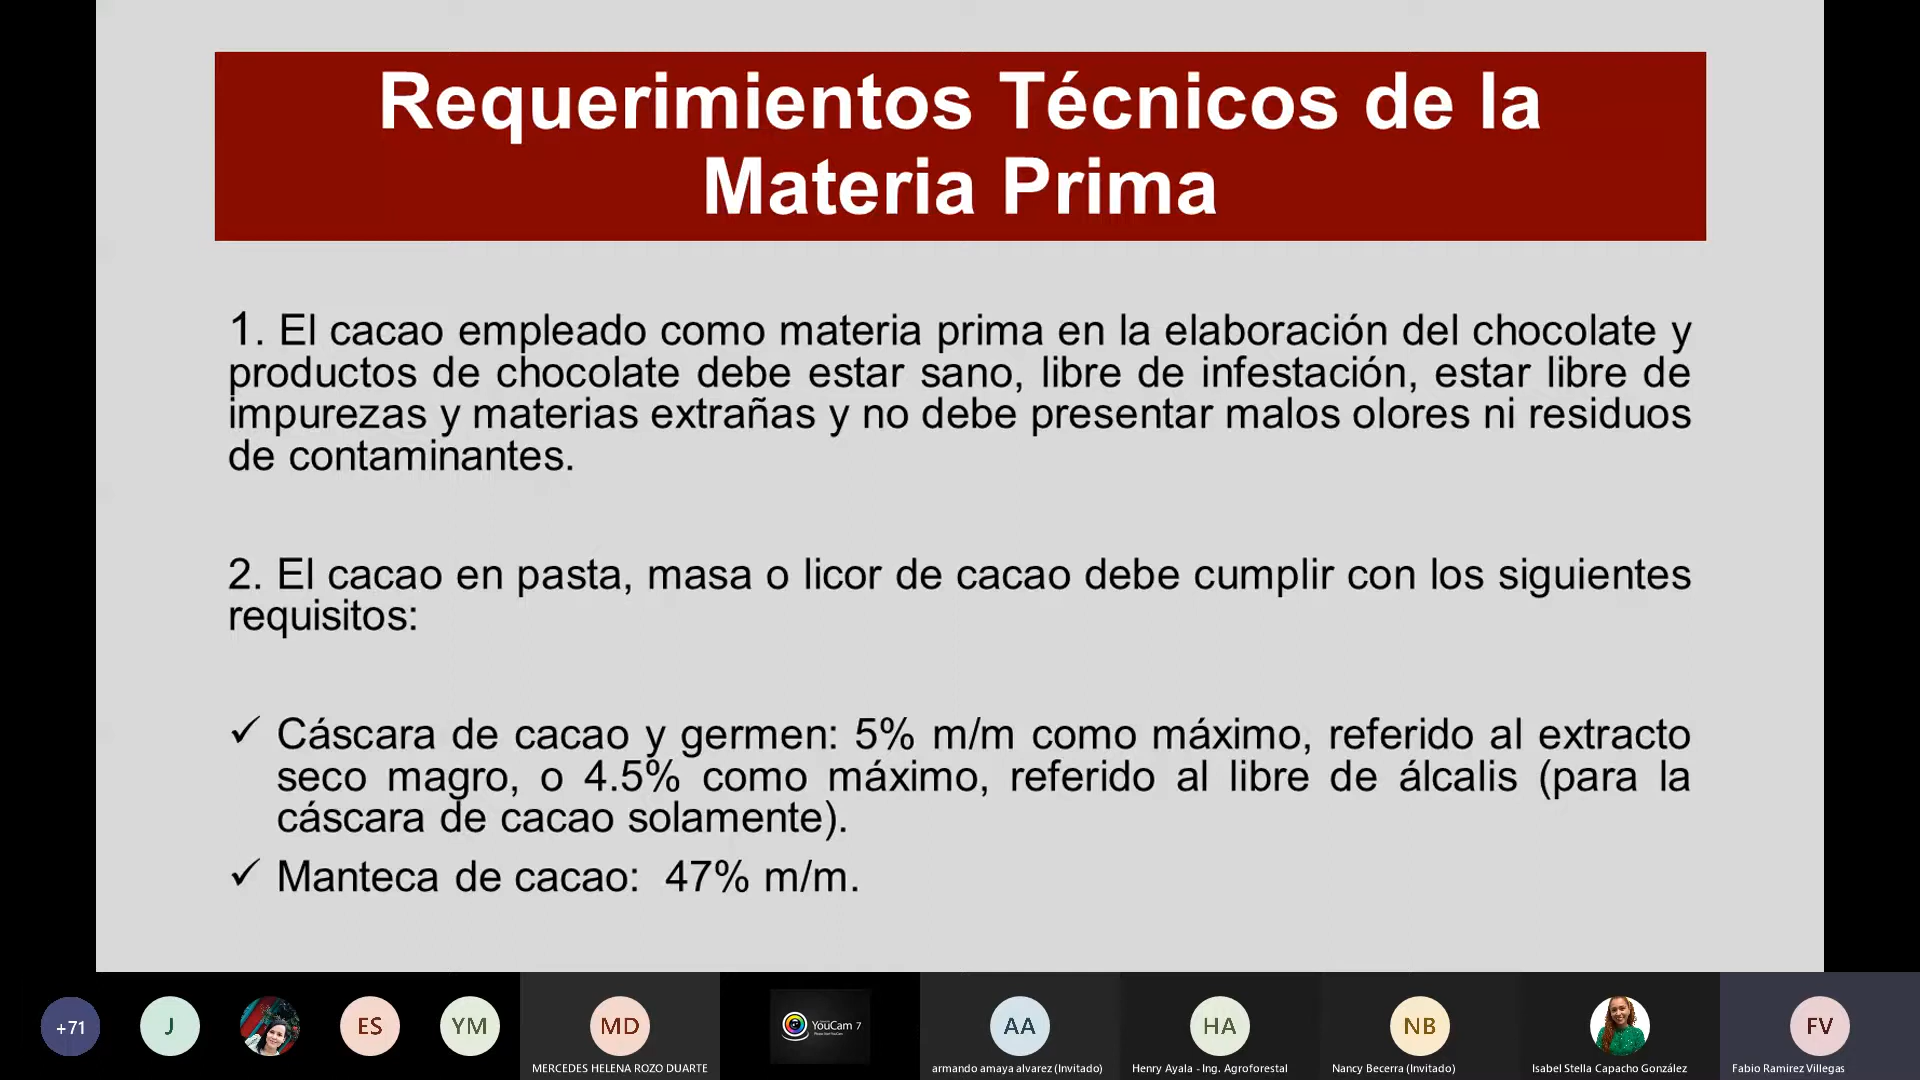 Requerimientos Técnicos de la
Materia Prima
1. El cacao empleado como materia prima en la elaboración del chocolate y
productos de chocolate debe estar sano, libre de infestación, estar libre de
impurezas y materias extrañas y no debe presentar malos olores ni residuos
de contaminantes.
2. El cacao en pasta, masa o licor de cacao debe cumplir con los siguientes
requisitos:
✓ Cáscara de cacao y germen: 5% m/m como máximo, referido al extracto
seco magro, o 4.5% como máximo, referido al libre de álcalis (para la
cáscara de cacao solamente).
✓ Manteca de cacao: 47% m/m.
+71
J
ES
YM
MD
YouCam 7
AA
HA
NB
FV
MERCEDES HELENA ROZO DUARTE
armando amaya alvarez (Invitado)
Henry Ayala - Ing. Agroforestal
Nancy Becerra (Invitado)
Isabel Stella Capacho González
Fabio Ramirez Villegas